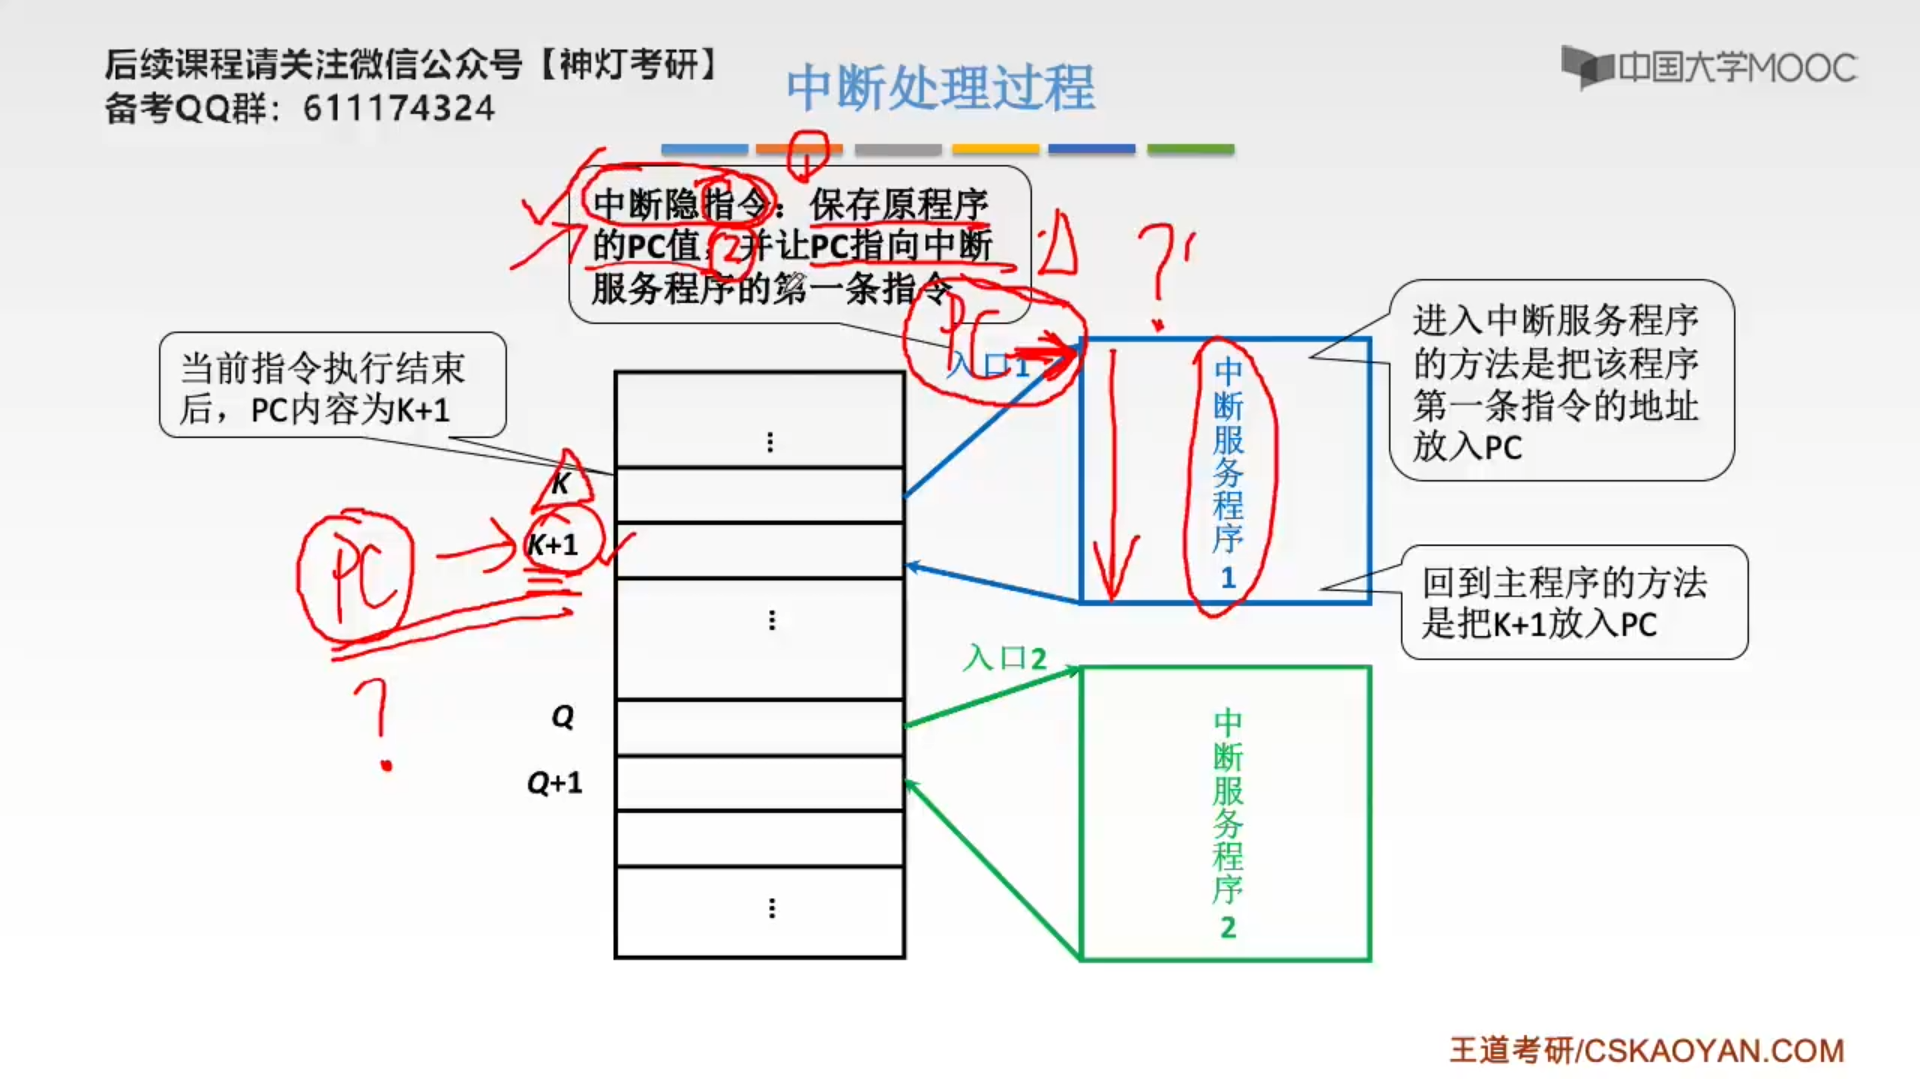 后续课程请关注微信公众号【神灯考研】
备考QQ群：611174324
中断处理过程
中国大学MOOC
中断隐指令：保存原程序
的PC值，并让PC指向中断
服务程序的第一条指令
1
2
PC
?
当前指令执行结束
后，PC内容为K+1
入口1
中断服务程序1
进入中断服务程序
的方法是把该程序
第一条指令的地址
放入PC
K
K+1
PC
?
回到主程序的方法
是把K+1放入PC
⋮
⋮
入口2
Q
Q+1
中断服务程序2
⋮
王道考研/CSKAOYAN.COM